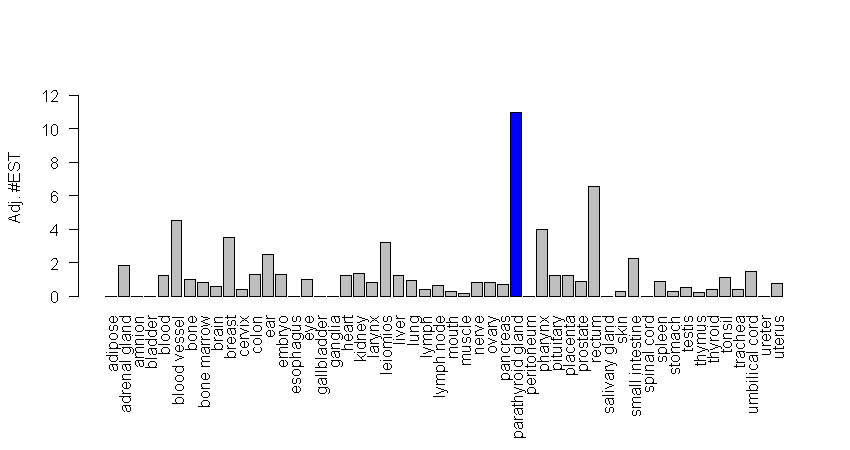 12
10
8
6
4
2
0
Adj. #EST
adipose
adrenal gland
amnion
bladder
blood
blood vessel
bone
bone marrow
brain
breast
cervix
colon
ear
embryo
esophagus
eye
gallbladder
ganglia
heart
kidney
larynx
leiomios
liver
lung
lymph
lymph node
mouth
muscle
nerve
ovary
pancreas
parathyroid gland
peritoneum
pharynx
pituitary
placenta
prostate
rectum
salivary gland
skin
small intestine
spinal cord
spleen
stomach
testis
thymus
thyroid
tonsil
trachea
umbilical cord
ureter
uterus